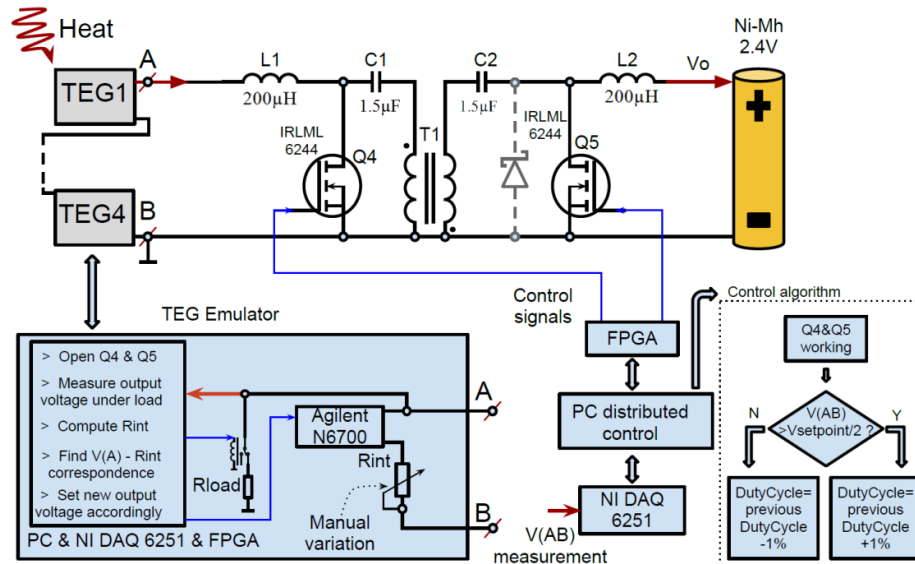 Heat
A
TEG1
TEG4
B
L1
200µH
C1
1.5µF
IRLML
6244
Q4
T1
C2
1.5µF
IRLML
6244
Q5
L2
200µH
Vo
Ni-Mh
2.4V
TEG Emulator
> Open Q4 & Q5
> Measure output
voltage under load
> Compute Rint
> Find V(A) - Rint
correspondence
> Set new output
voltage accordingly
PC & NI DAQ 6251 & FPGA
Rload
Agilent
N6700
Rint
Manual
variation
A
B
Control
signals
FPGA
PC distributed
control
NI DAQ
6251
V(AB)
measurement
Control algorithm
Q4&Q5
working
N
V(AB)
>Vsetpoint/2 ?
Y
DutyCycle=
previous
DutyCycle
-1%
DutyCycle=
previous
DutyCycle
+1%